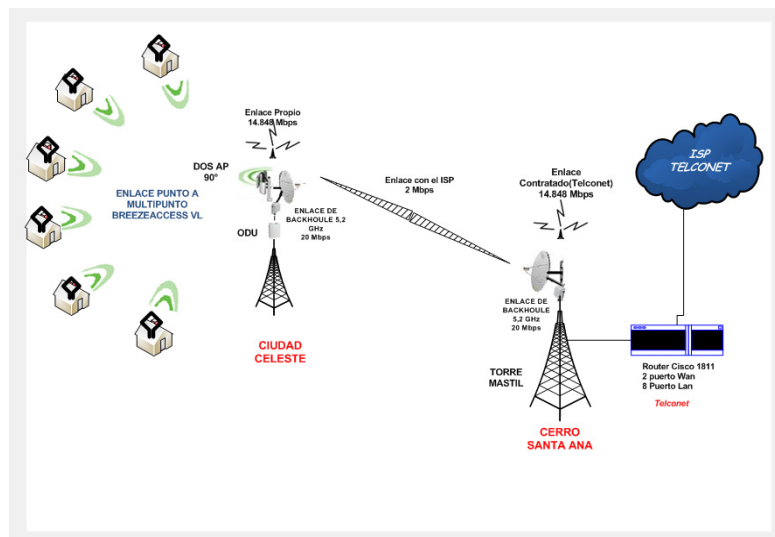 Enlace Propio
14.848 Mbps
DOS AP
90°
ENLACE PUNTO A
MULTIPUNTO
BREEZEACCESS VL
ENLACE DE
BACKHOULE 5,2
GHz
20 Mbps
ODU
CIUDAD
CELESTE
Enlace con el ISP
2 Mbps
Enlace
Contratado(Telconet)
14.848 Mbps
ISP
TELCONET
ENLACE DE
BACKHOULE
5,2 GHz
20 Mbps
TORRE
MASTIL
CERRO
SANTA ANA
Router Cisco 1811
2 puerto Wan
8 Puerto Lan
Telconet